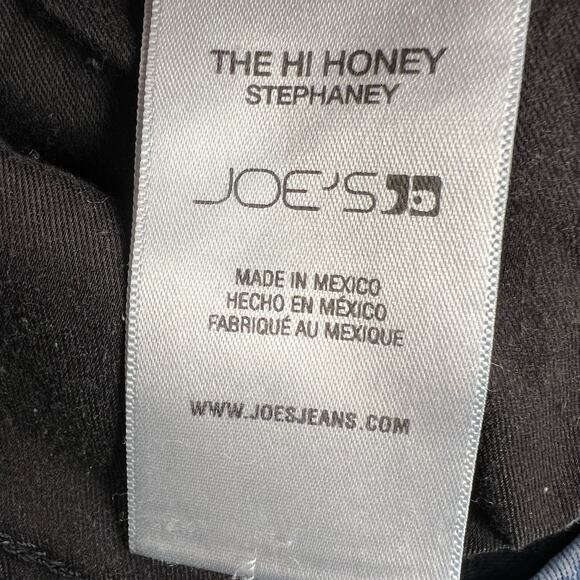 THE HI HONEY
STEPHANEY
JOE'S
MADE IN MEXICO
HECHO EN MÉXICO
FABRIQUÉ AU MEXIQUE
WWW.JOESJEANS.COM